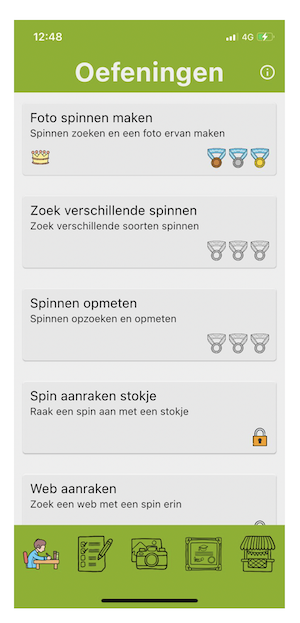 12:48
4G
Oefeningen
Foto spinnen maken
Spinnen zoeken en een foto ervan maken
Zoek verschillende spinnen
Zoek verschillende soorten spinnen
Spinnen opmeten
Spinnen opzoeken en opmeten
Spin aanraken stokje
Raak een spin aan met een stokje
Web aanraken
Zoek een web met een spin erin